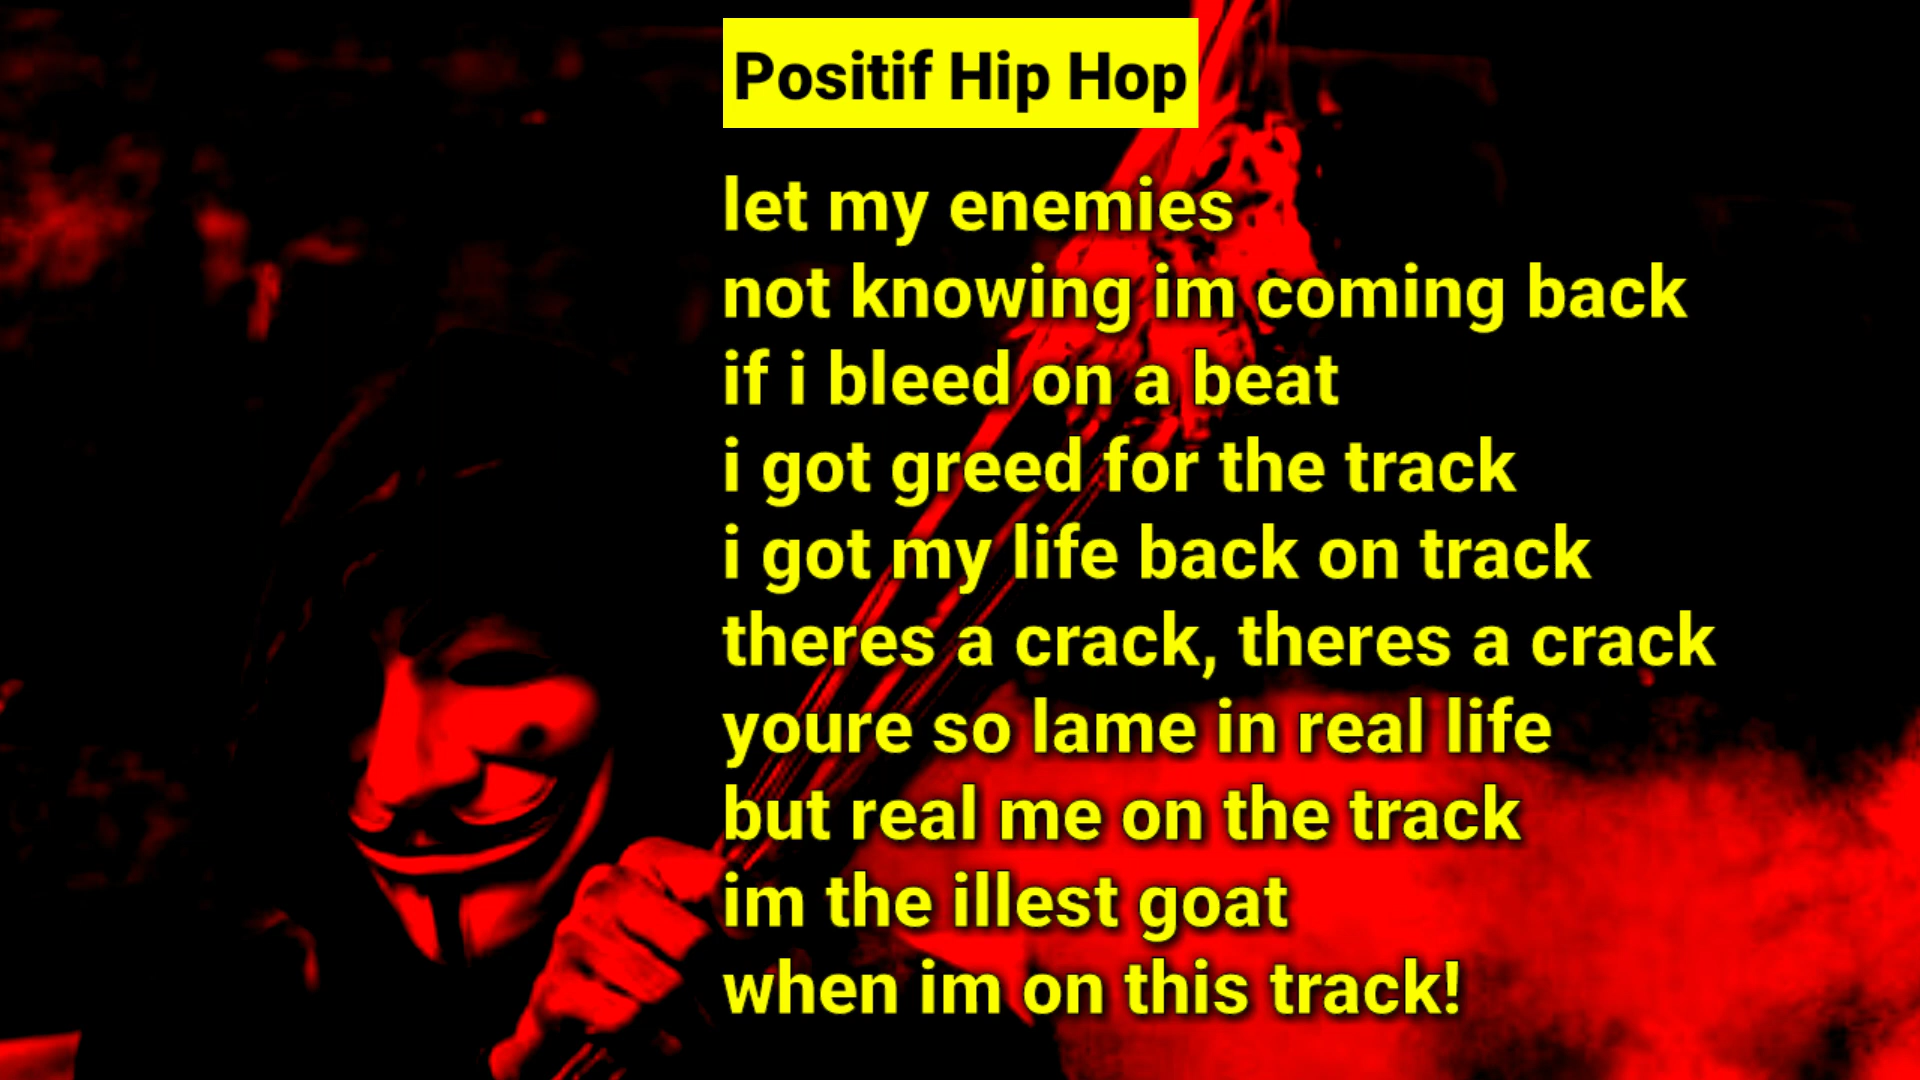 Positif Hip Hop
let my enemies
not knowing im coming back
if i bleed on a beat
i got greed for the track
i got my life back on track
theres a crack, theres a crack
youre so lame in real life
but real me on the track
im the illest goat
when im on this track!